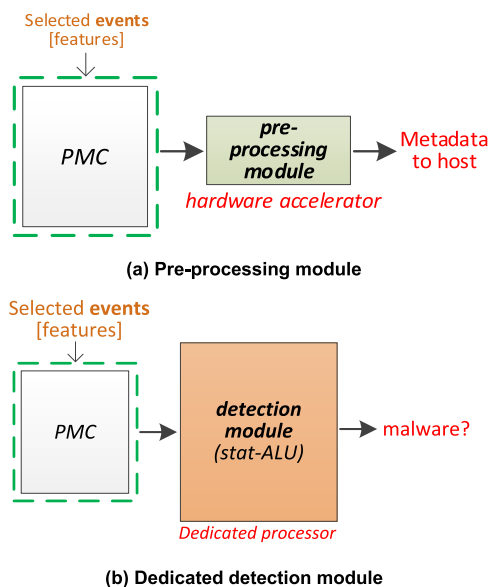 Selected events
[features]
PMC
pre-
processing
module
hardware accelerator
Metadata
to host
(a) Pre-processing module
Selected events
[features]
PMC
detection
module
(stat-ALU)
Dedicated processor
malware?
(b) Dedicated detection module